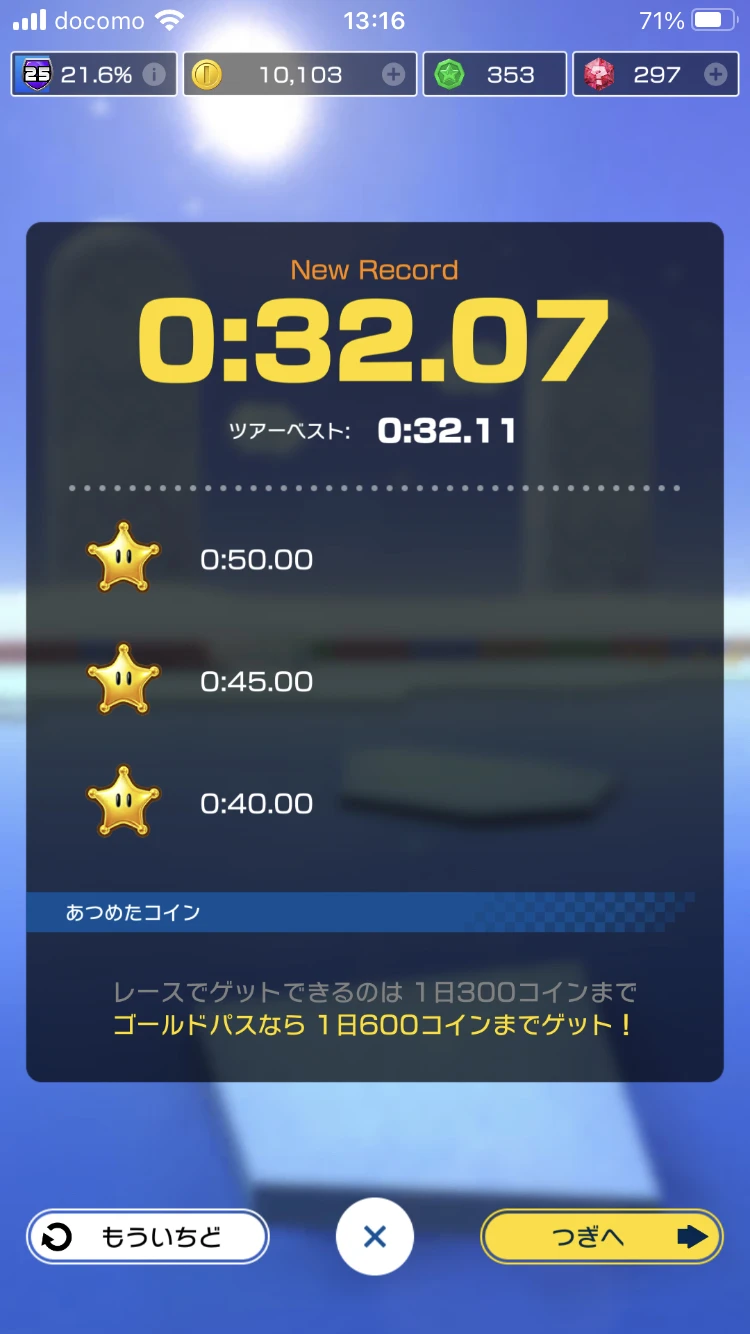 docomo 13:16 71%
25 21.6% i 10,103 + 353 ? 297 +
New Record
0:32.07
ツアーベスト: 0:32.11
0:50.00
0:45.00
0:40.00
あつめたコイン
レースでゲットできるのは 1日300コインまで
ゴールドパスなら 1日600コインまでゲット！
もういちど × つぎへ